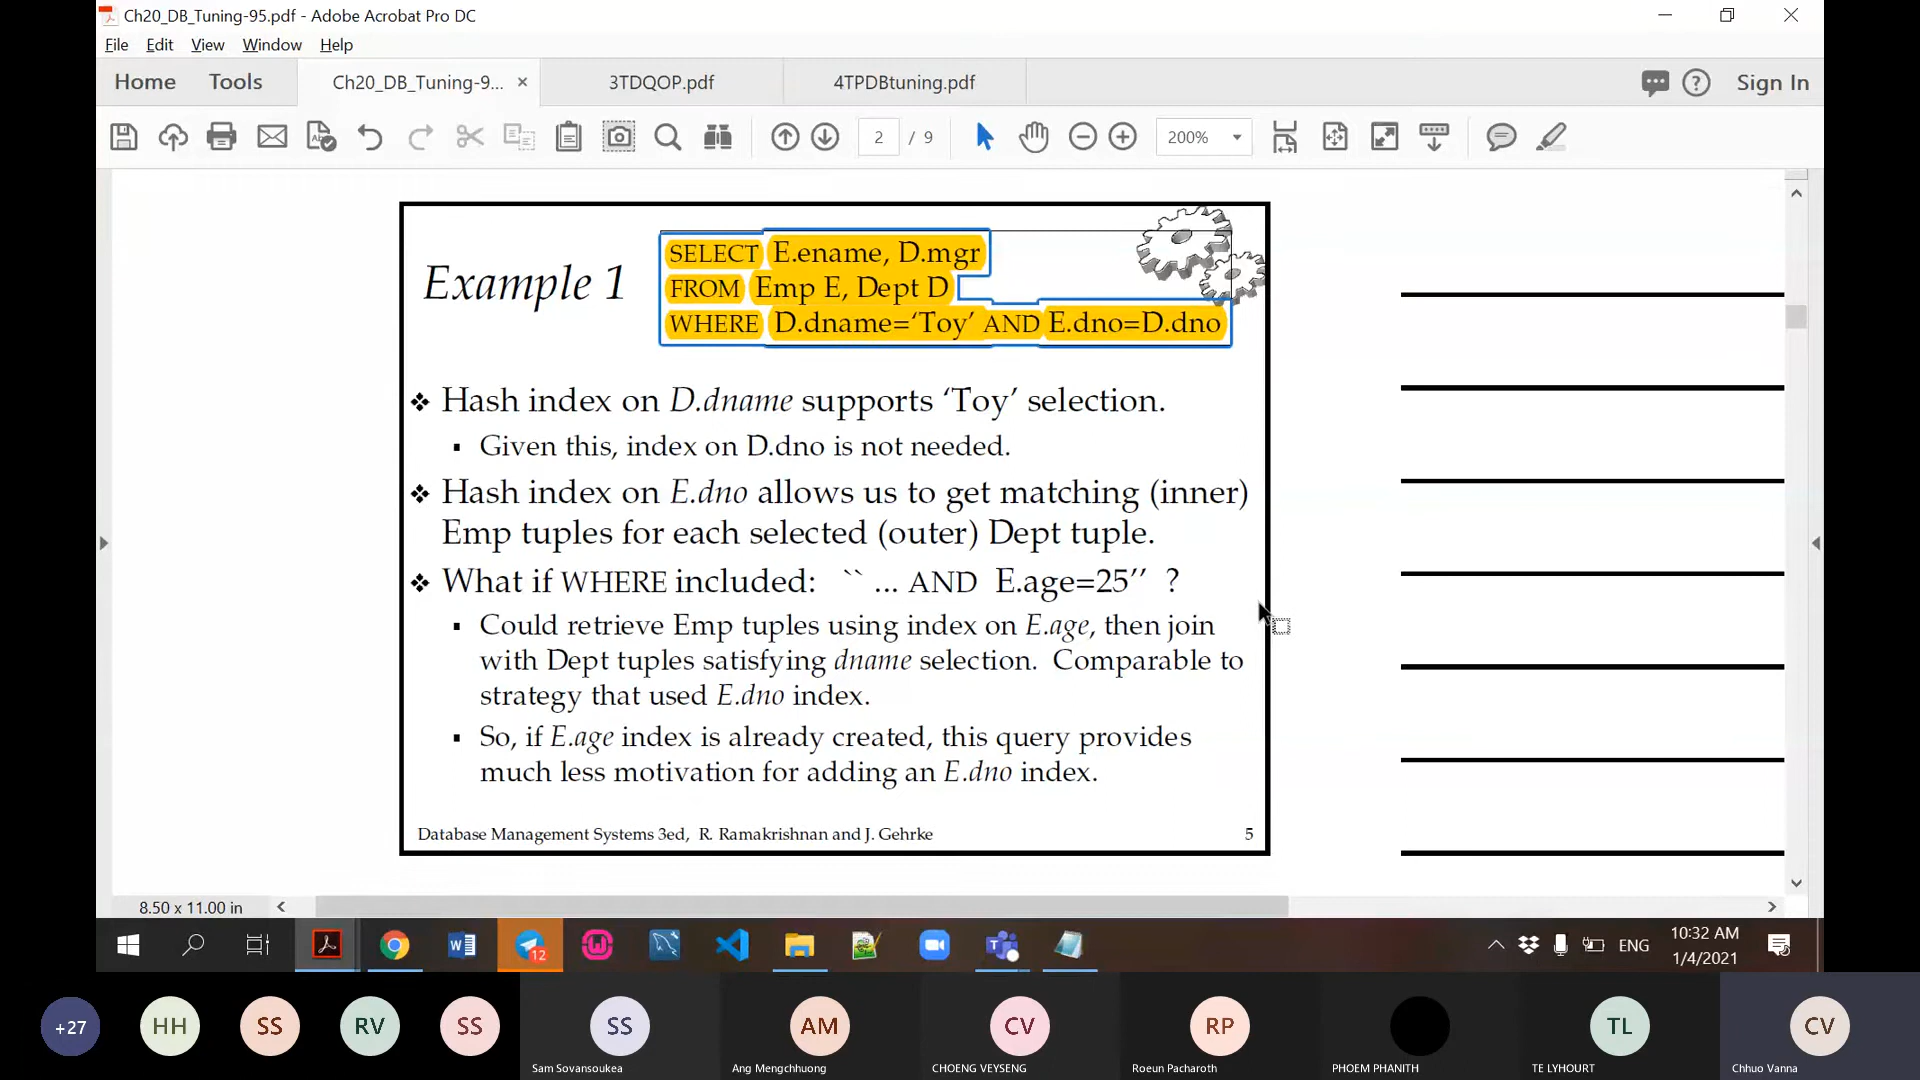 Ch20_DB_Tuning-95.pdf - Adobe Acrobat Pro DC
File Edit View Window Help
Home Tools Ch20_DB_Tuning-9... × 3TDQOP.pdf 4TPDBtuning.pdf Sign In
2 / 9 200%
Example 1
SELECT E.ename, D.mgr
FROM Emp E, Dept D
WHERE D.dname=‘Toy’ AND E.dno=D.dno
❖ Hash index on D.dname supports ‘Toy’ selection.
▪ Given this, index on D.dno is not needed.
❖ Hash index on E.dno allows us to get matching (inner)
Emp tuples for each selected (outer) Dept tuple.
❖ What if WHERE included: `` ... AND E.age=25’’ ?
▪ Could retrieve Emp tuples using index on E.age, then join
with Dept tuples satisfying dname selection. Comparable to
strategy that used E.dno index.
▪ So, if E.age index is already created, this query provides
much less motivation for adding an E.dno index.
Database Management Systems 3ed, R. Ramakrishnan and J. Gehrke 5
8.50 x 11.00 in
12
ENG
10:32 AM
1/4/2021
+27 HH SS RV SS SS AM CV RP TL CV
Sam Sovansoukea Ang Mengchhuong CHOENG VEYSENG Roeun Pacharoth PHOEM PHANITH TE LYHOURT Chhuo Vanna